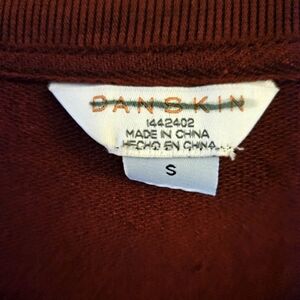 DANSKIN
1442402
MADE IN CHINA
HECHO EN CHINA
S